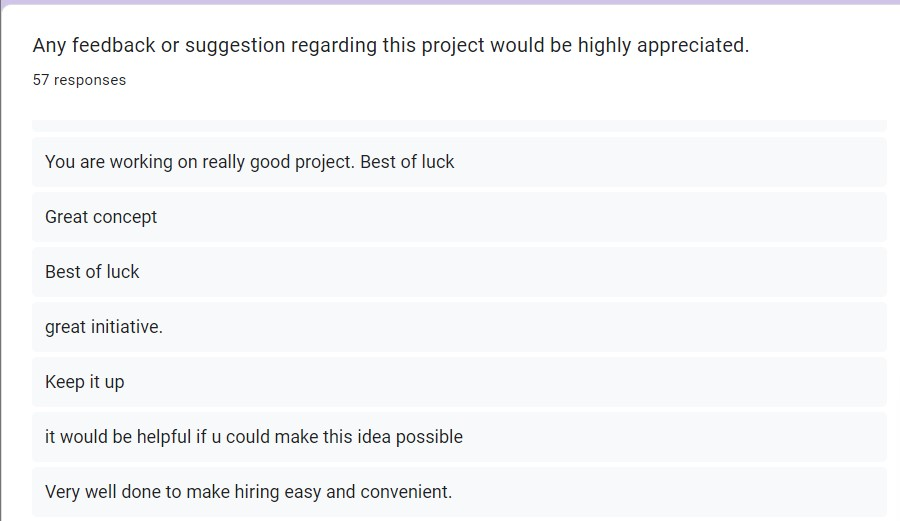 Any feedback or suggestion regarding this project would be highly appreciated.
57 responses
You are working on really good project. Best of luck
Great concept
Best of luck
great initiative.
Keep it up
it would be helpful if u could make this idea possible
Very well done to make hiring easy and convenient.